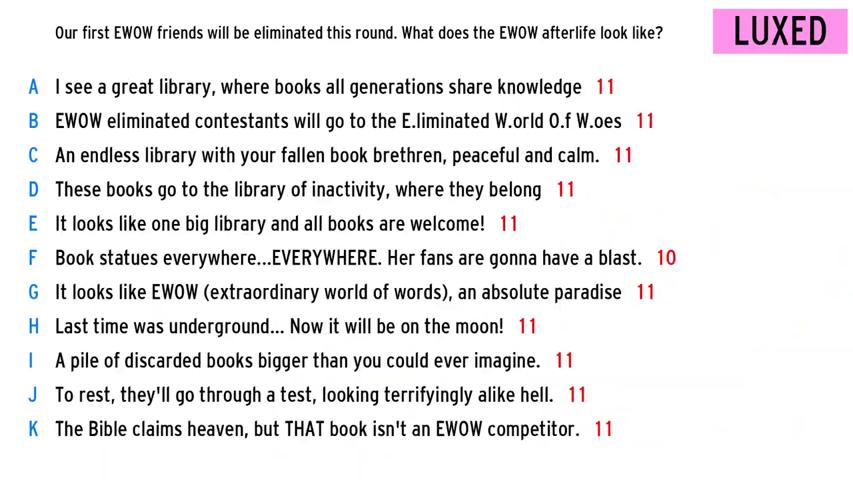 Our first EWOW friends will be eliminated this round. What does the EWOW afterlife look like?
LUXED
A I see a great library, where books all generations share knowledge 11
B EWOW eliminated contestants will go to the E.liminated W.orld O.f W.oes 11
C An endless library with your fallen book brethren, peaceful and calm. 11
D These books go to the library of inactivity, where they belong 11
E It looks like one big library and all books are welcome! 11
F Book statues everywhere...EVERYWHERE. Her fans are gonna have a blast. 10
G It looks like EWOW (extraordinary world of words), an absolute paradise 11
H Last time was underground... Now it will be on the moon! 11
I A pile of discarded books bigger than you could ever imagine. 11
J To rest, they'll go through a test, looking terrifyingly alike hell. 11
K The Bible claims heaven, but THAT book isn't an EWOW competitor. 11